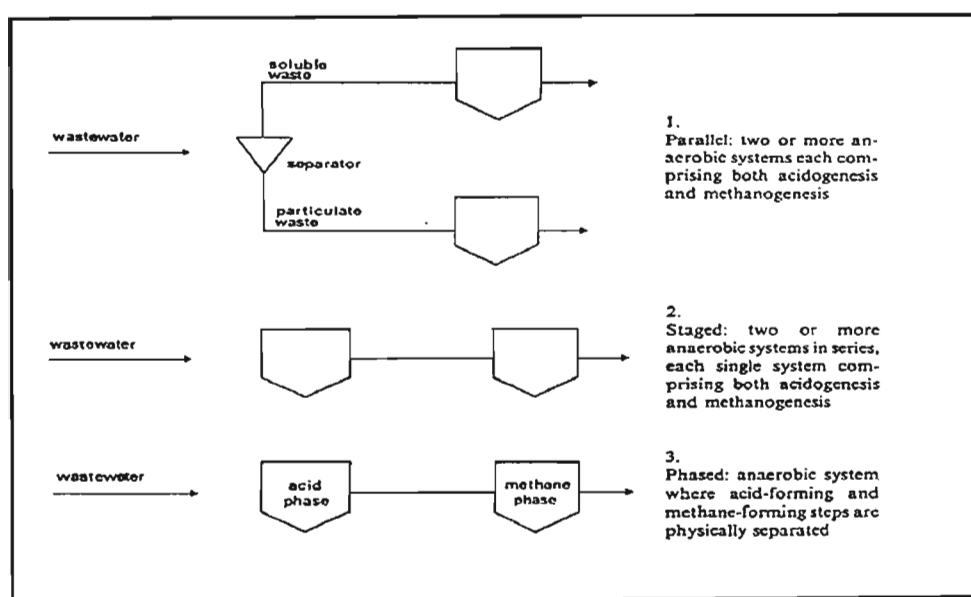 soluble
waste
wastewater
separator
particulate
waste
1.
Parallel: two or more an-
aerobic systems each com-
prising both acidogenesis
and methanogenesis
wastewater
2.
Staged: two or more
anaerobic systems in series,
each single system com-
prising both acidogenesis
and methanogenesis
wastewater
acid
phase
methane
phase
3.
Phased: anaerobic system
where acid-forming and
methane-forming steps are
physically separated